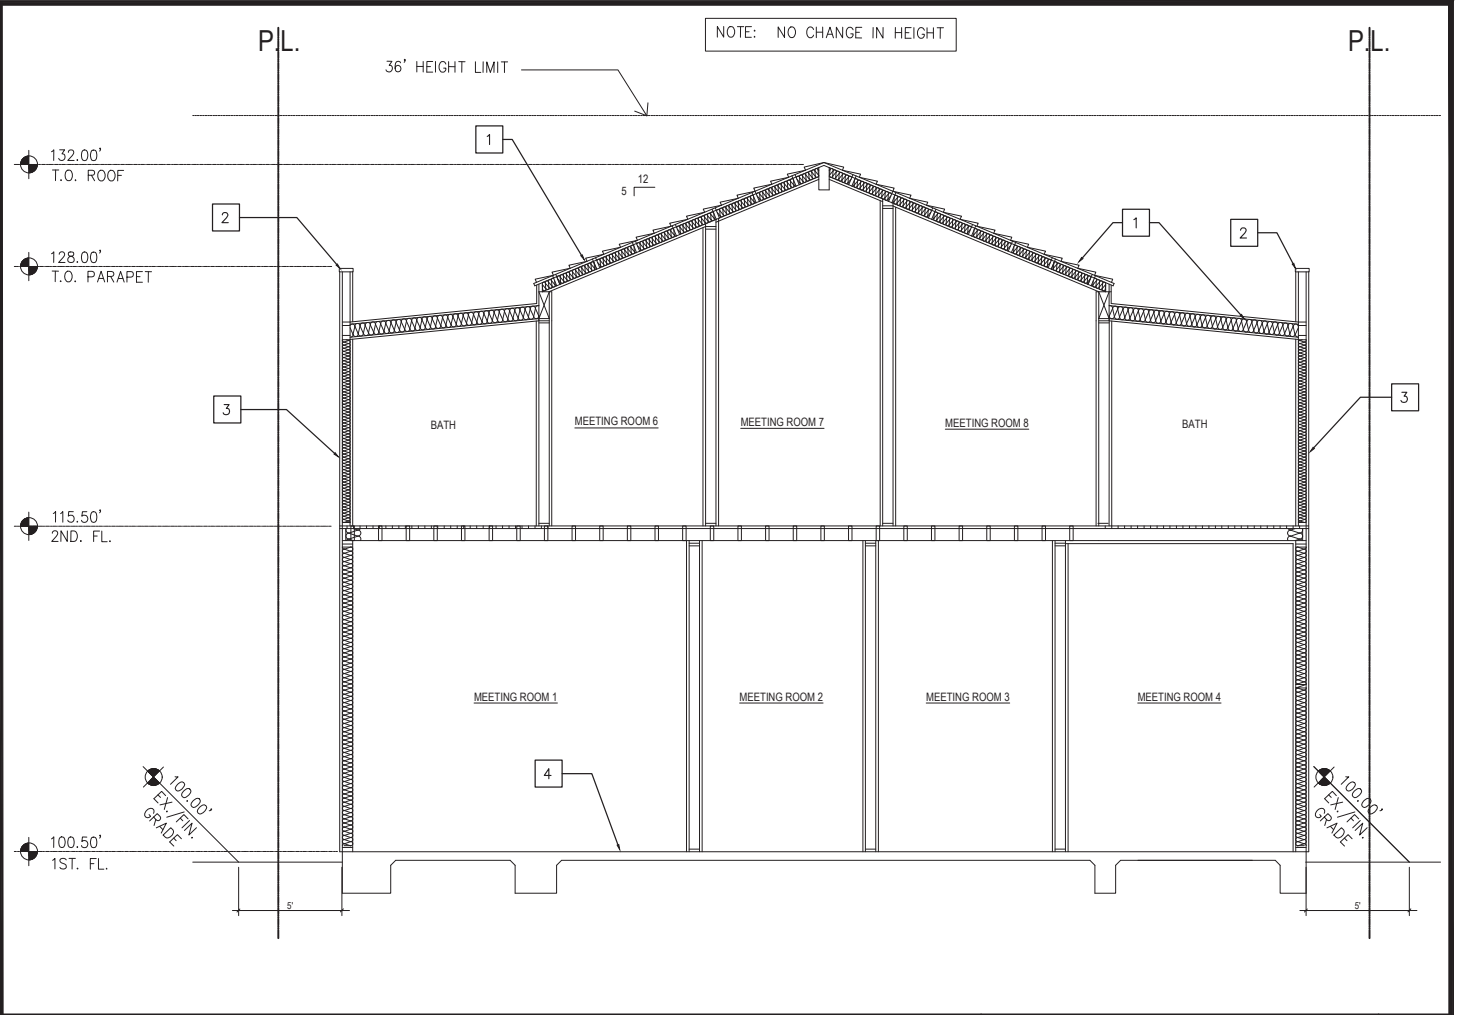 NOTE: NO CHANGE IN HEIGHT
P.L.
P.L.
36' HEIGHT LIMIT
1
132.00'
T.O. ROOF
12
5
2
1
2
128.00'
T.O. PARAPET
3
3
BATH
MEETING ROOM 6
MEETING ROOM 7
MEETING ROOM 8
BATH
115.50'
2ND. FL.
MEETING ROOM 1
MEETING ROOM 2
MEETING ROOM 3
MEETING ROOM 4
4
100.00'
EX./FIN.
GRADE
100.00'
EX./FIN.
GRADE
100.50'
1ST. FL.
5'
5'